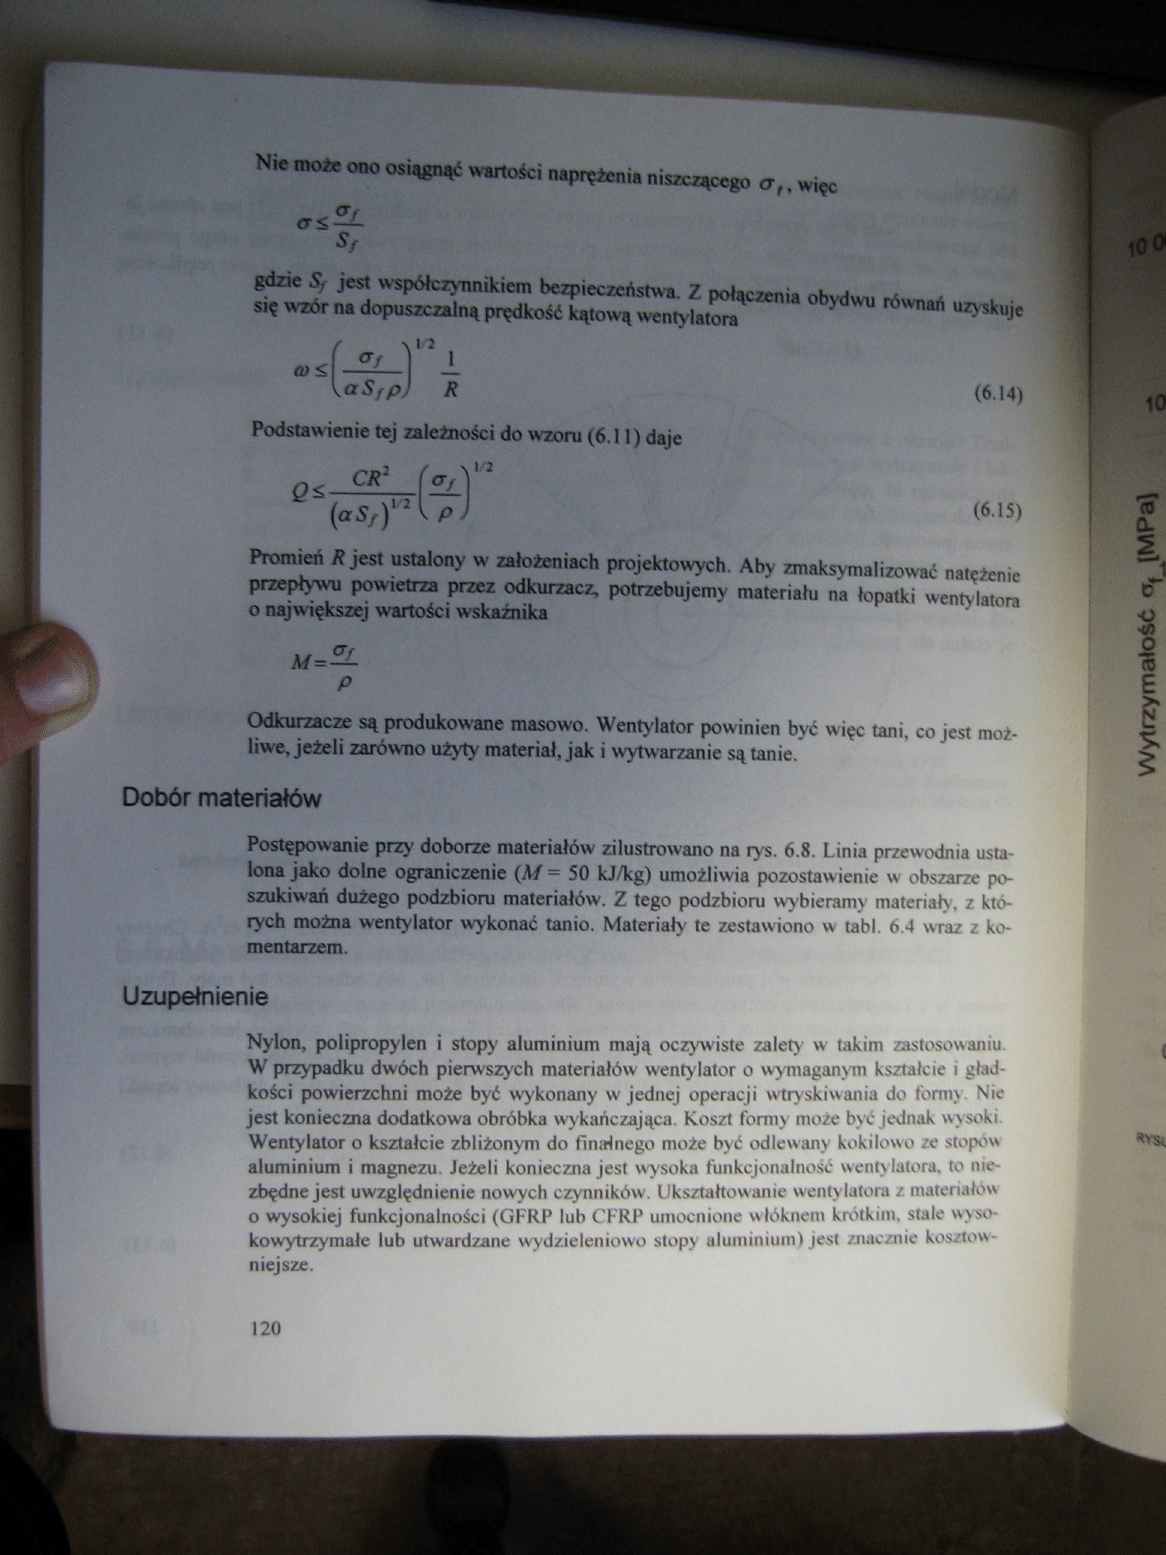 Nie może ono osiągnąć wartości naprężenia niszczącego σf, więc
σ ≤ σf / Sf
gdzie Sf jest współczynnikiem bezpieczeństwa. Z połączenia obydwu równań uzyskuje
się wzór na dopuszczalną prędkość kątową wentylatora
ω ≤ (σf / αSfρ)^1/2 1/R (6.14)
Podstawienie tej zależności do wzoru (6.11) daje
Q ≤ CR² / (αSf)^1/2 (σf / ρ)^1/2 (6.15)
Promień R jest ustalony w założeniach projektowych. Aby zmaksymalizować natężenie
przepływu powietrza przez odkurzacz, potrzebujemy materiału na łopatki wentylatora
o największej wartości wskaźnika
M = σf / ρ
Odkurzacze są produkowane masowo. Wentylator powinien być więc tani, co jest moż-
liwe, jeżeli zarówno użyty materiał, jak i wytwarzanie są tanie.
Dobór materiałów
Postępowanie przy doborze materiałów zilustrowano na rys. 6.8. Linia przewodnia usta-
lona jako dolne ograniczenie (M = 50 kJ/kg) umożliwia pozostawienie w obszarze po-
szukiwań dużego podzbioru materiałów. Z tego podzbioru wybieramy materiały, z któ-
rych można wentylator wykonać tanio. Materiały te zestawiono w tabl. 6.4 wraz z ko-
mentarzem.
Uzupełnienie
Nylon, polipropylen i stopy aluminium mają oczywiste zalety w takim zastosowaniu.
W przypadku dwóch pierwszych materiałów wentylator o wymaganym kształcie i gład-
kości powierzchni może być wykonany w jednej operacji wtryskiwania do formy. Nie
jest konieczna dodatkowa obróbka wykańczająca. Koszt formy może być jednak wysoki.
Wentylator o kształcie zbliżonym do finalnego może być odlewany kokilowo ze stopów
aluminium i magnezu. Jeżeli konieczna jest wysoka funkcjonalność wentylatora, to nie-
zbędne jest uwzględnienie nowych czynników. Ukształtowanie wentylatora z materiałów
o wysokiej funkcjonalności (GFRP lub CFRP umocnione włóknem krótkim, stale wyso-
kowytrzymałe lub utwardzane wydzieleniowo stopy aluminium) jest znacznie kosztow-
niejsze.
120
10 0
10
Wytrzymałość σf, [MPa]
RYSU